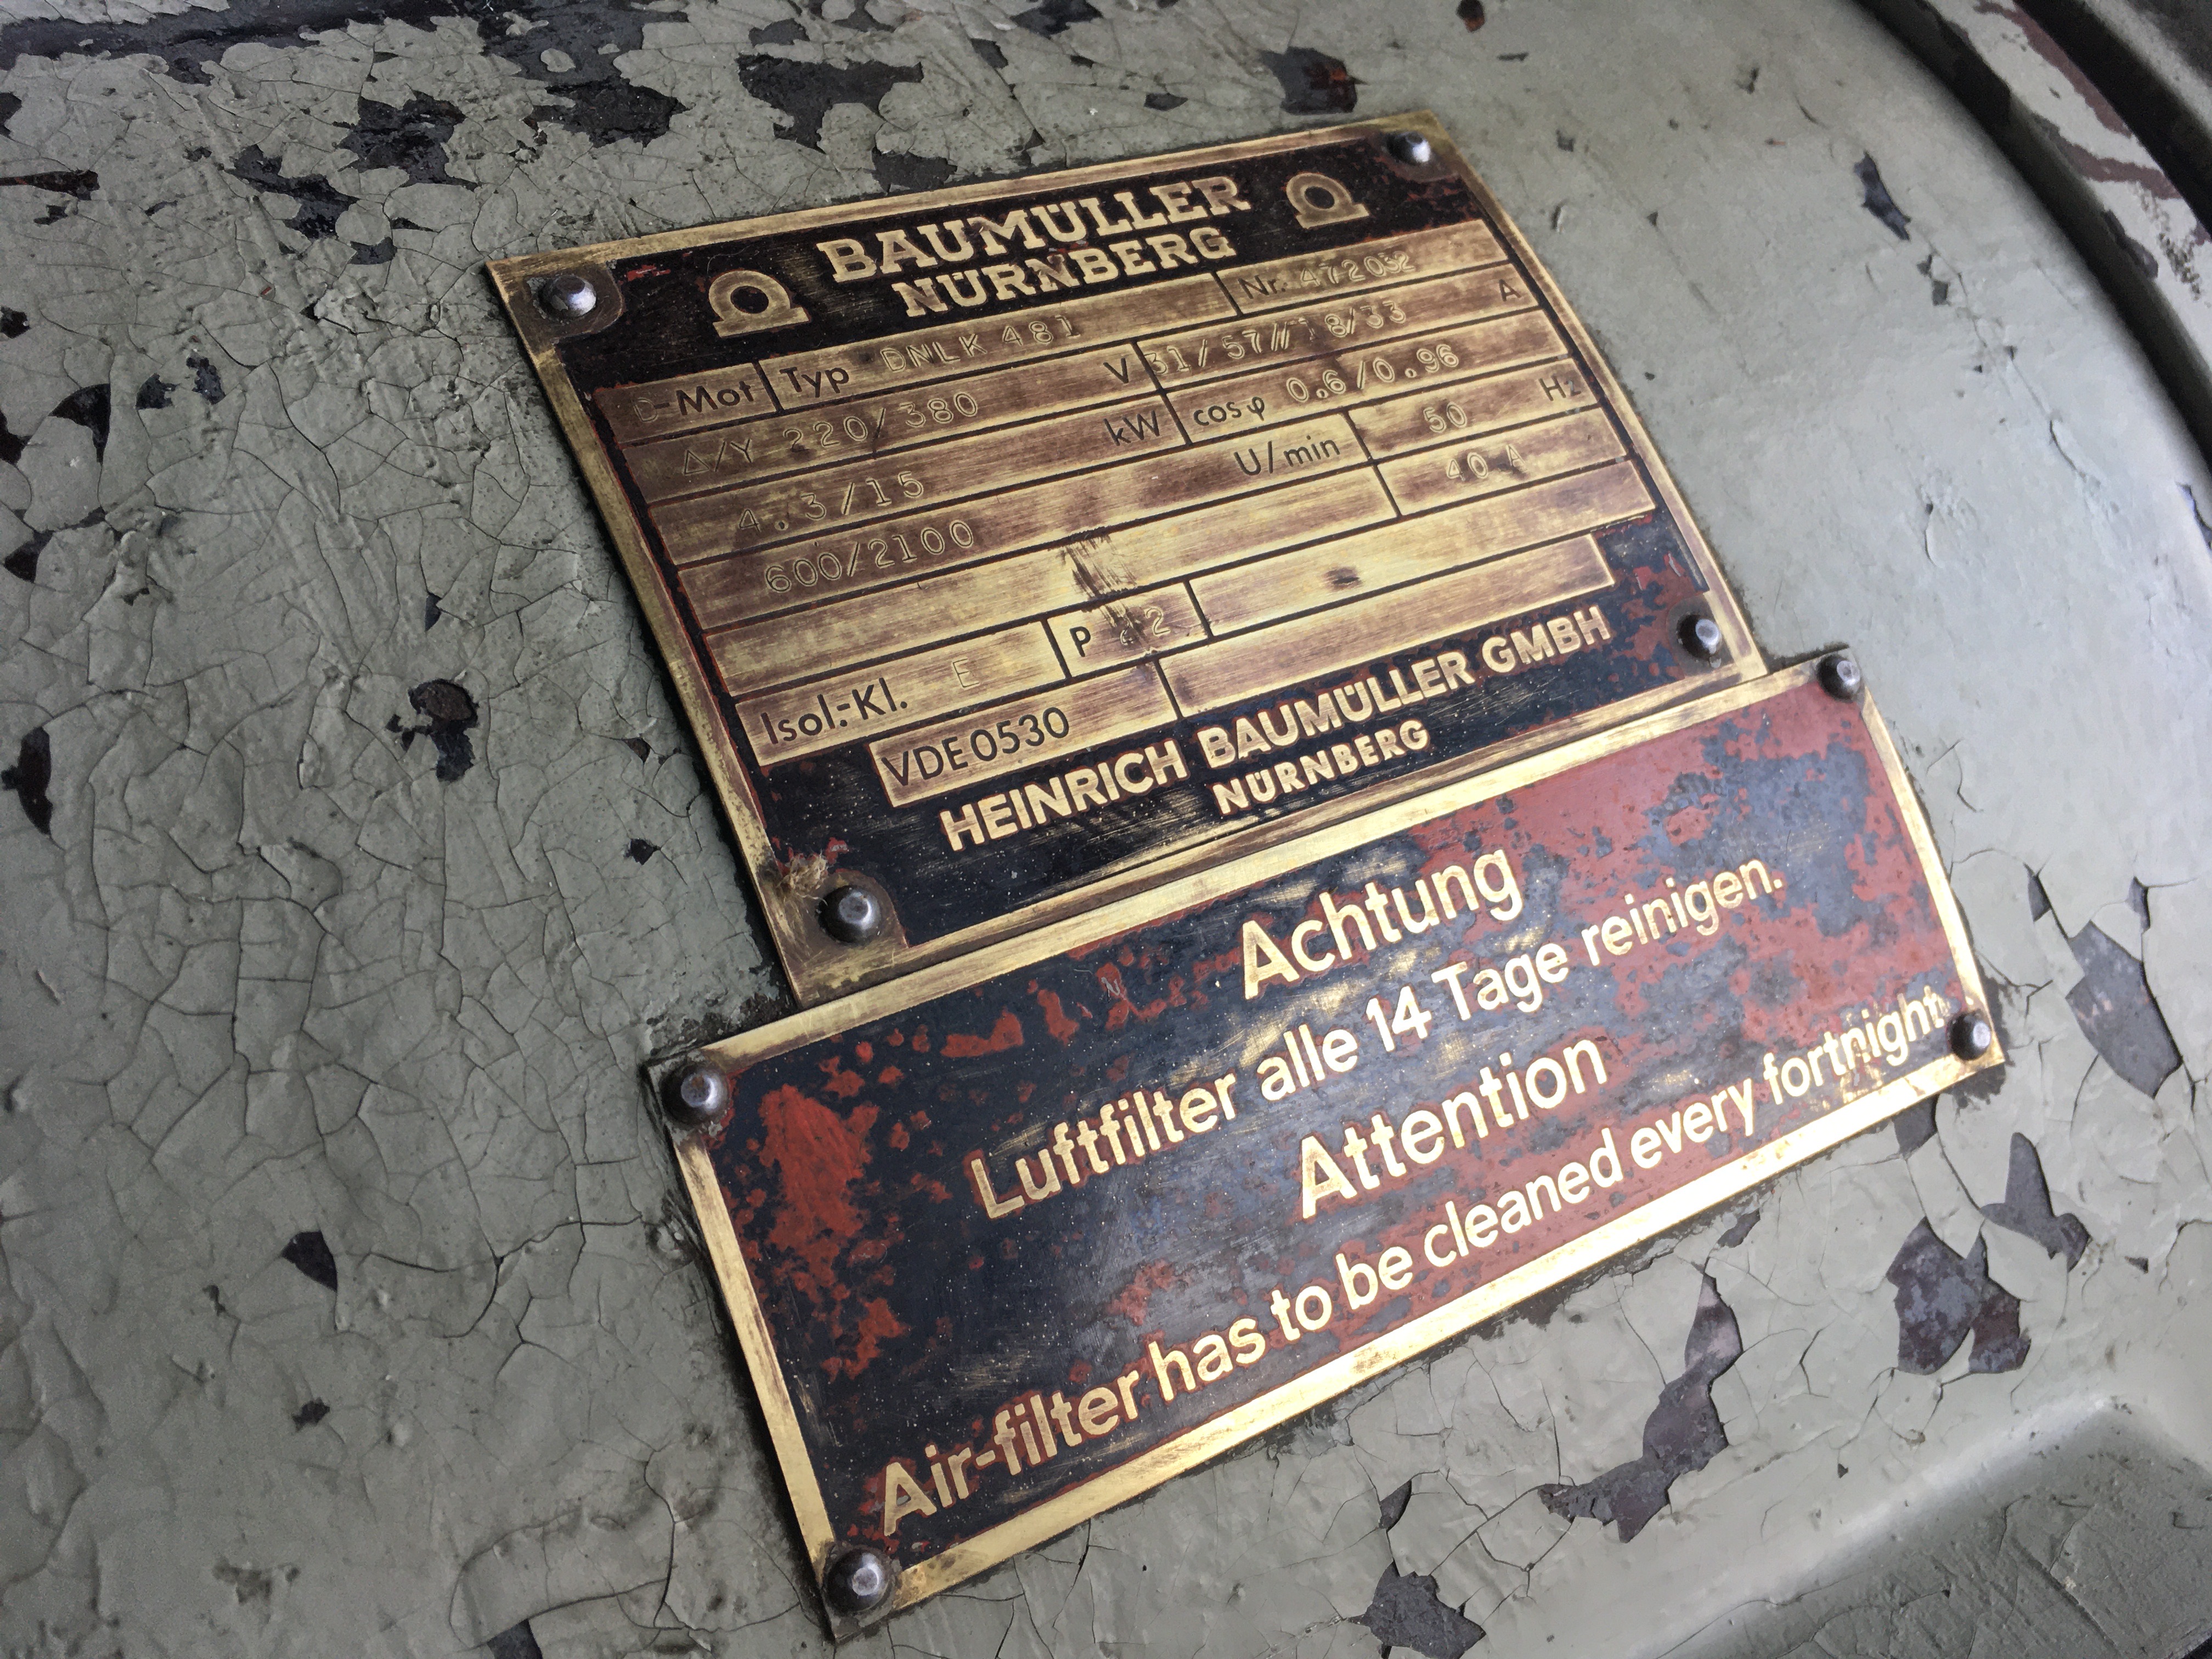 BAUMÜLLER
NÜRNBERG
D-Mot Typ DNLK 481 Nr. 472032
Δ/Y 220/380 V 31/57// 18/33 A
4.3/15 kW cosφ 0.6/0.96
600/2100 U/min 50 Hz
40 A
Isol.-Kl. E P 22
VDE 0530
HEINRICH BAUMÜLLER GMBH
NÜRNBERG
Achtung
Luftfilter alle 14 Tage reinigen.
Attention
Air-filter has to be cleaned every fortnight